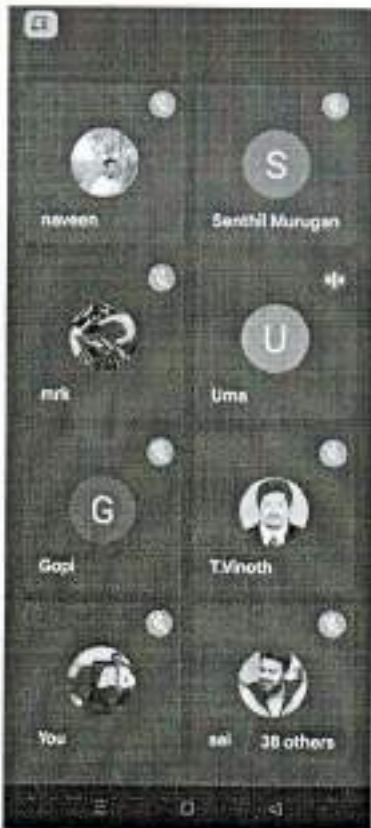 naveen
S
Senthil Murugan
mrk
U
Uma
G
Gopi
T.Vinoth
You
sai 38 others